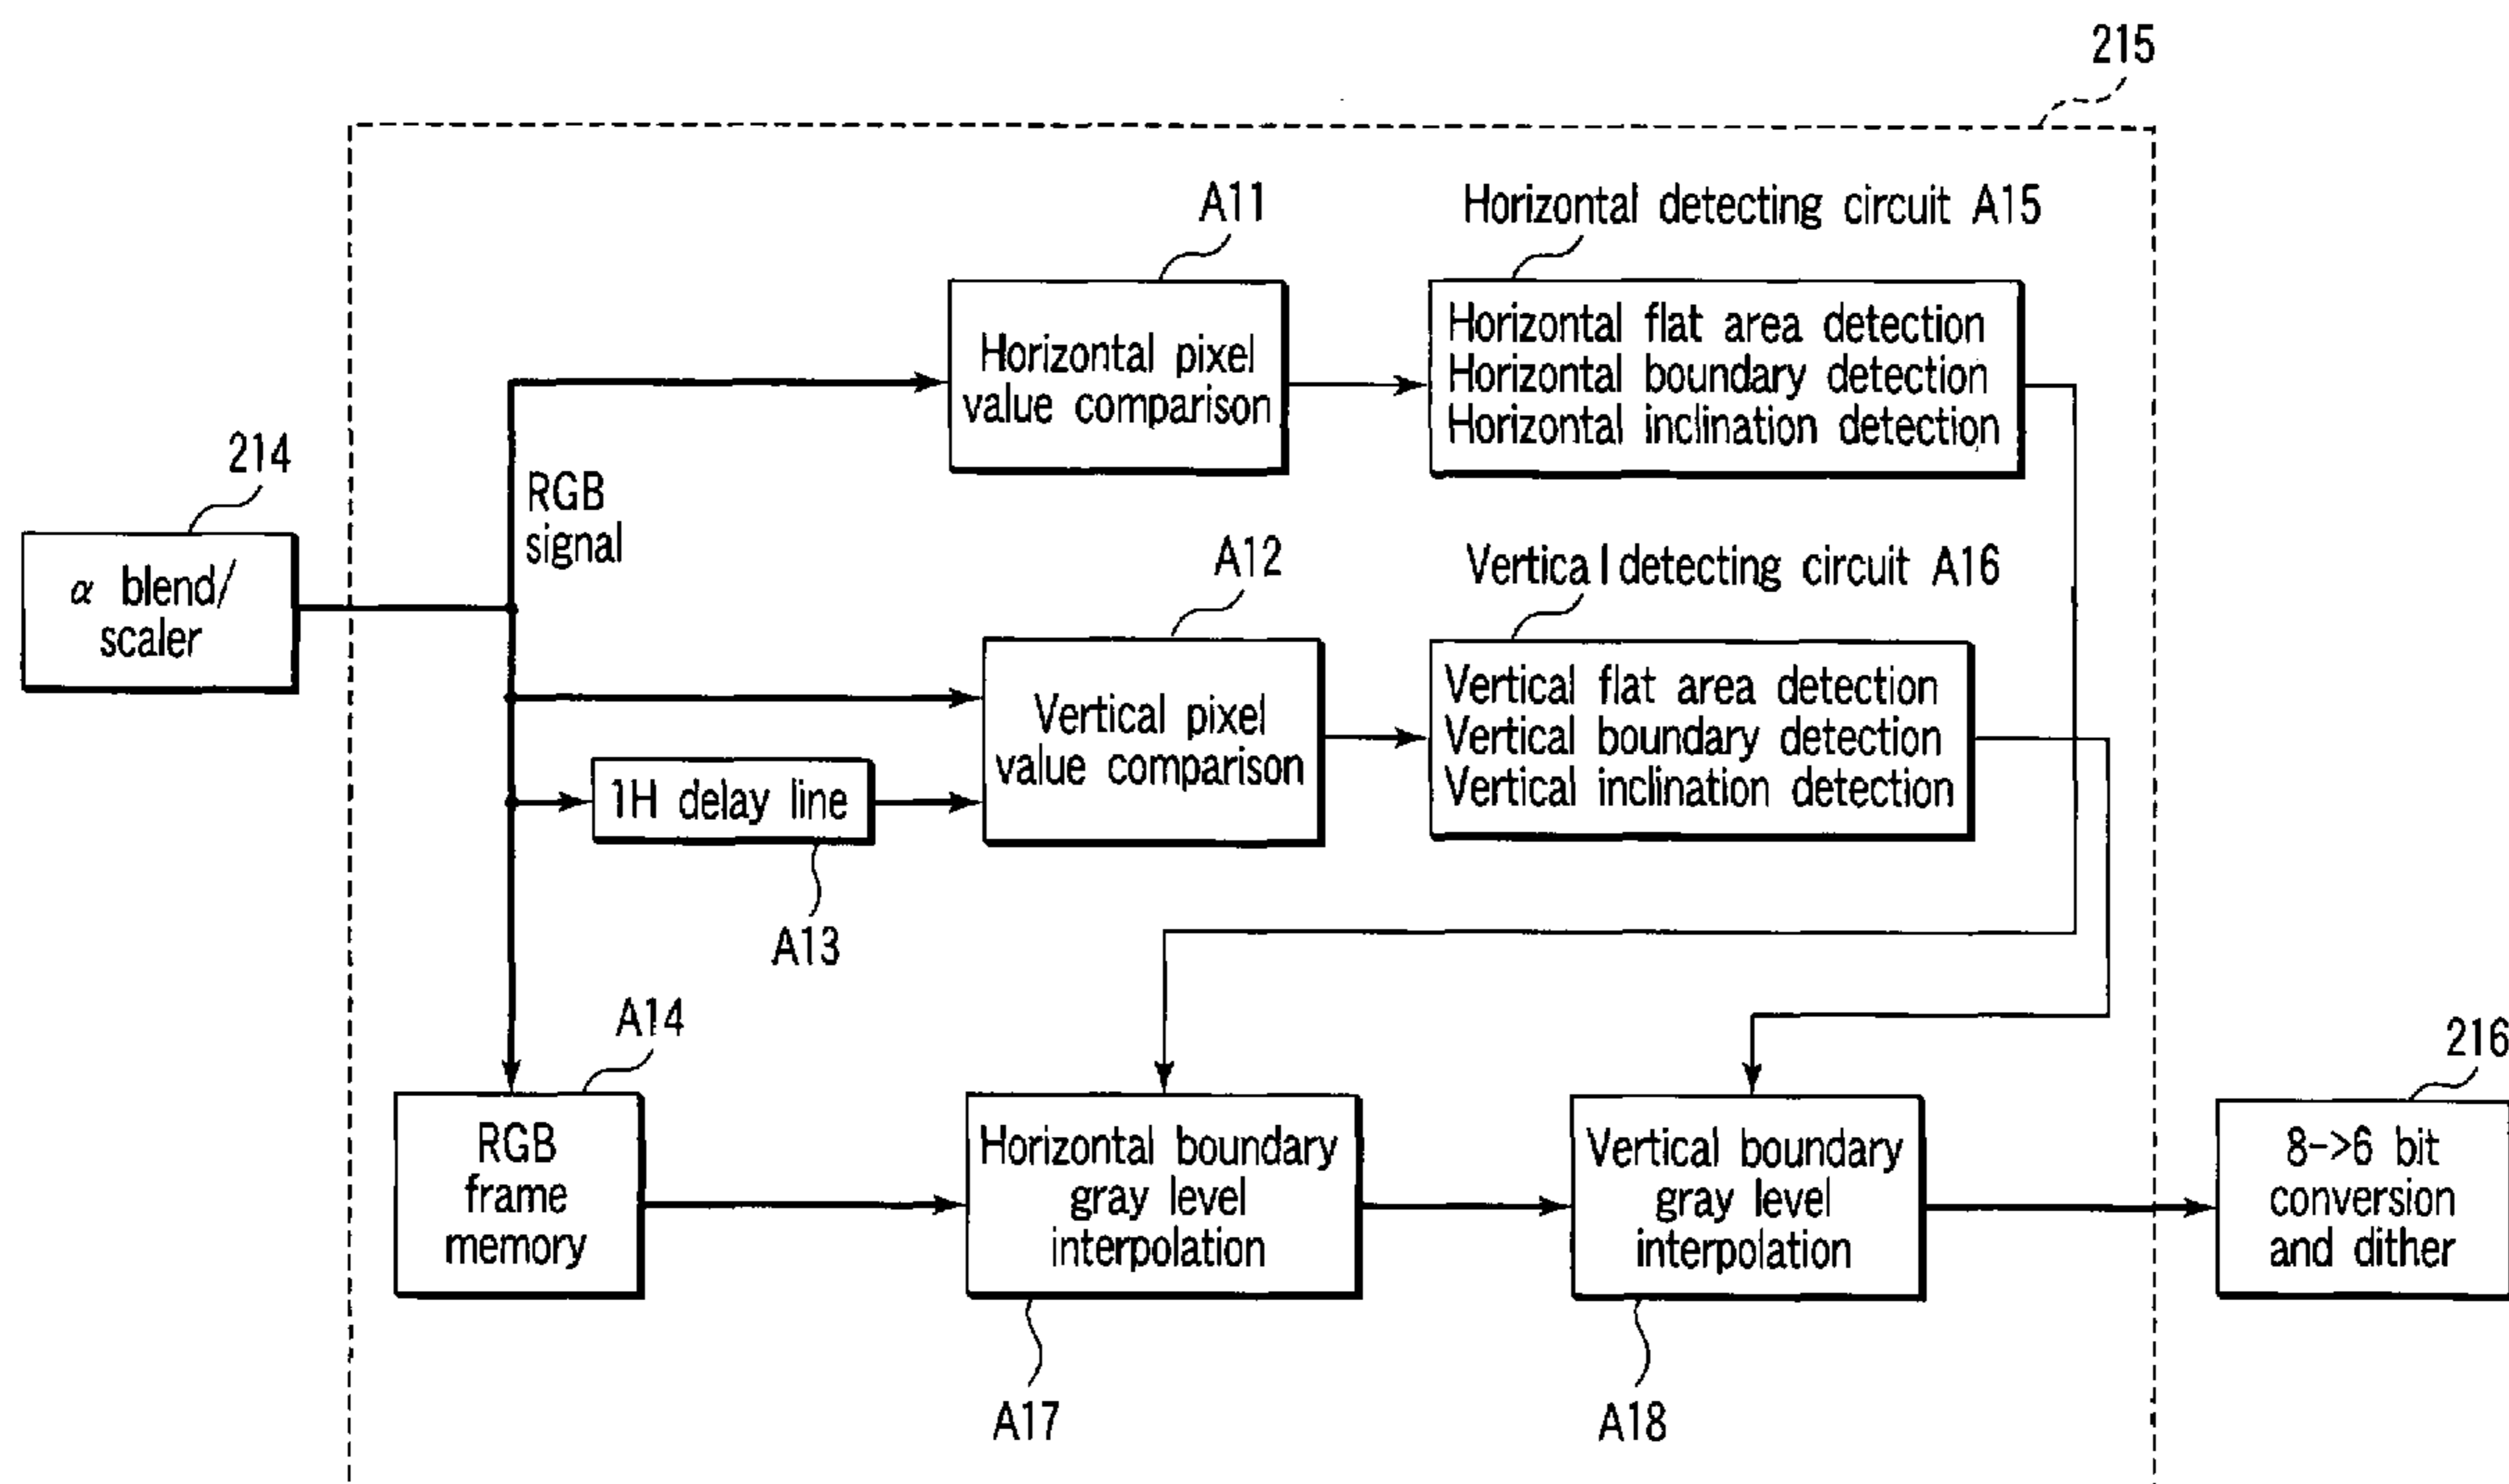 215
A11
Horizontal detecting circuit A15
Horizontal pixel
value comparison
Horizontal flat area detection
Horizontal boundary detection
Horizontal inclination detection
214
RGB
signal
α blend/
scaler
A12
Vertical detecting circuit A16
Vertical pixel
value comparison
Vertical flat area detection
Vertical boundary detection
Vertical inclination detection
1H delay line
A13
A14
RGB
frame
memory
Horizontal boundary
gray level
interpolation
Vertical boundary
gray level
interpolation
216
8->6 bit
conversion
and dither
A17
A18